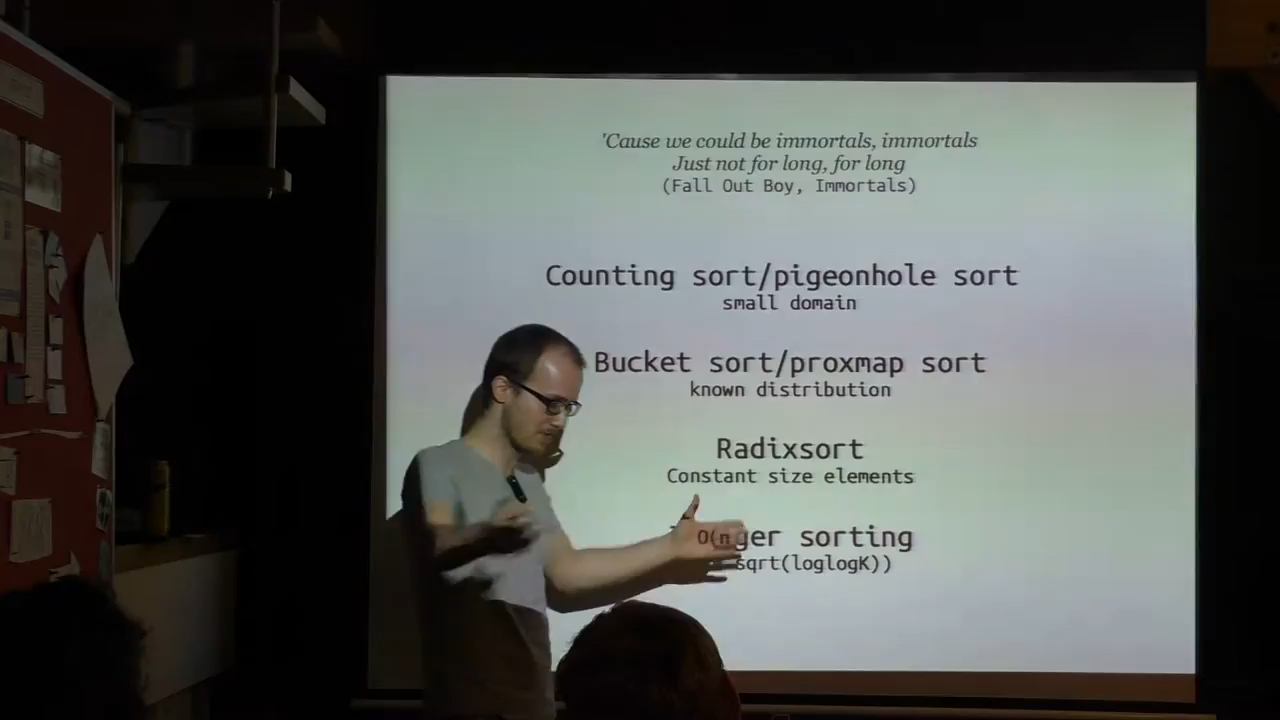 'Cause we could be immortals, immortals
Just not for long, for long
(Fall Out Boy, Immortals)
Counting sort/pigeonhole sort
small domain
Bucket sort/proxmap sort
known distribution
Radixsort
Constant size elements
sorting
O(n sqrt(loglogK))